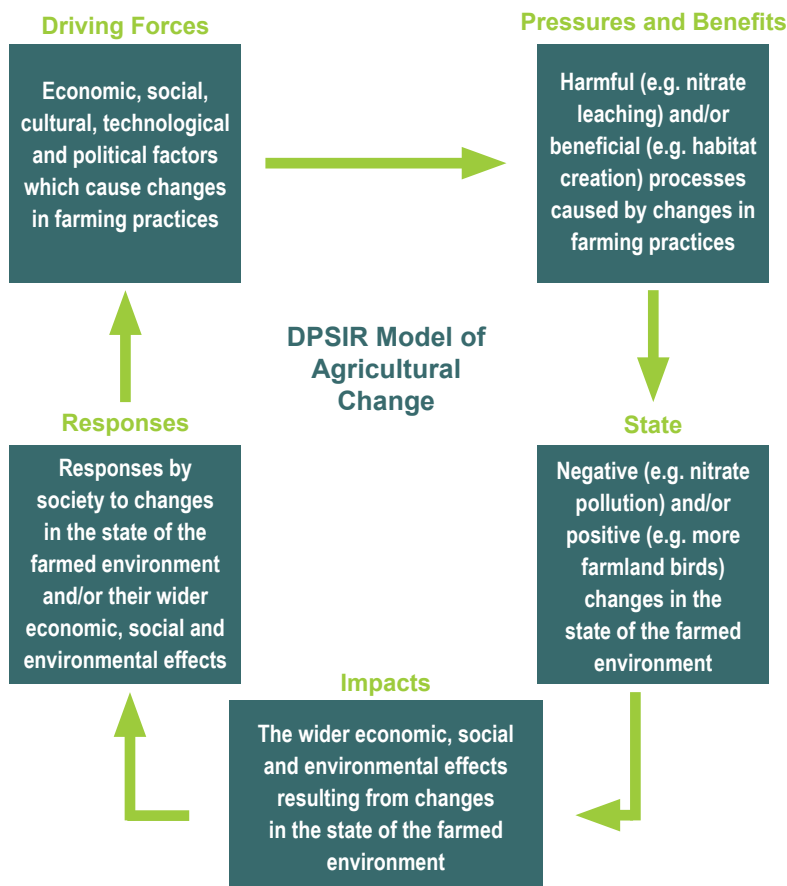 Driving Forces
Economic, social,
cultural, technological
and political factors
which cause changes
in farming practices
Pressures and Benefits
Harmful (e.g. nitrate
leaching) and/or
beneficial (e.g. habitat
creation) processes
caused by changes in
farming practices
DPSIR Model of
Agricultural
Change
State
Negative (e.g. nitrate
pollution) and/or
positive (e.g. more
farmland birds)
changes in the
state of the farmed
environment
Impacts
The wider economic, social
and environmental effects
resulting from changes
in the state of the farmed
environment
Responses
Responses by
society to changes
in the state of the
farmed environment
and/or their wider
economic, social and
environmental effects